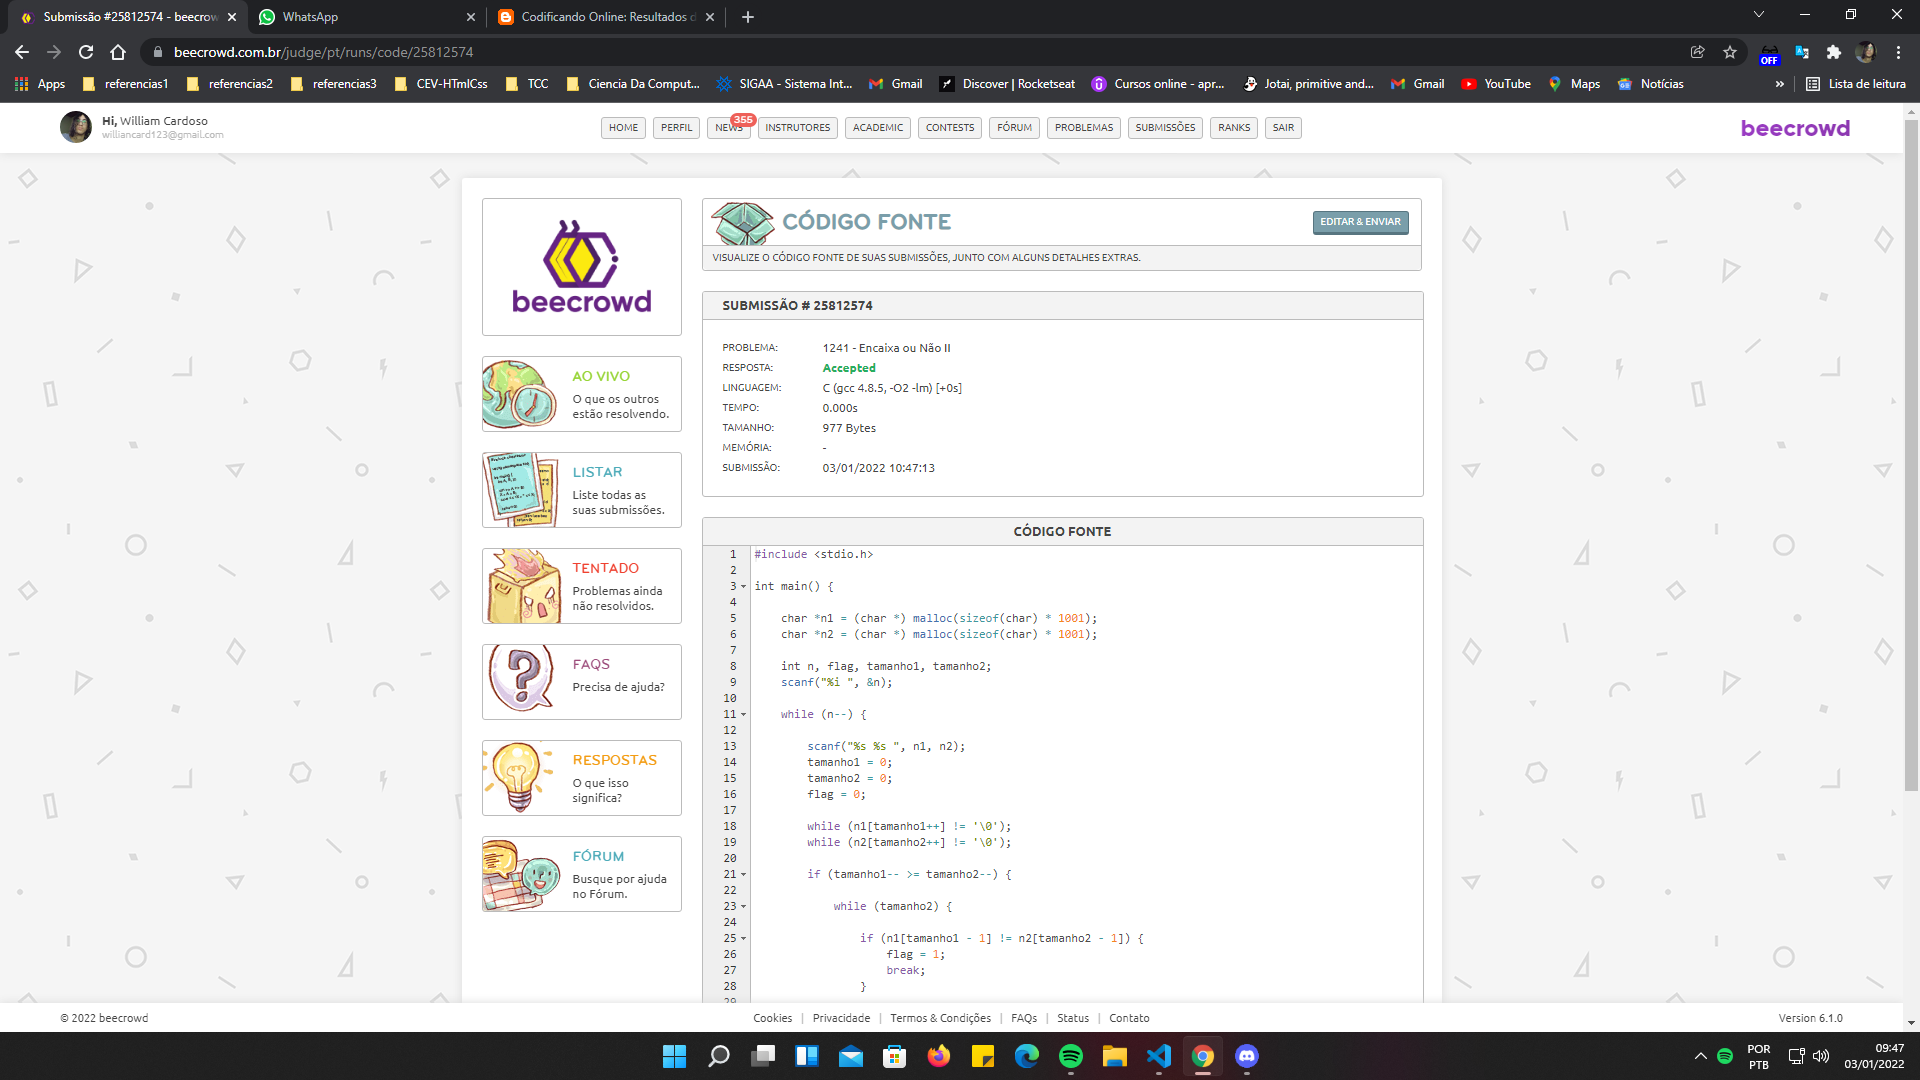 Submissão #25812574 - beecrow
WhatsApp
Codificando Online: Resultados d
beecrowd.com.br/judge/pt/runs/code/25812574
OFF
Apps
referencias1
referencias2
referencias3
CEV-HTmlCss
TCC
Ciencia Da Comput...
SIGAA - Sistema Int...
Gmail
Discover | Rocketseat
Cursos online - apr...
Jotai, primitive and...
Gmail
YouTube
Maps
Notícias
»
Lista de leitura
Hi, William Cardoso
williancard123@gmail.com
HOME
PERFIL
NEWS
355
INSTRUTORES
ACADEMIC
CONTESTS
FÓRUM
PROBLEMAS
SUBMISSÕES
RANKS
SAIR
beecrowd
beecrowd
AO VIVO
O que os outros
estão resolvendo.
LISTAR
Liste todas as
suas submissões.
TENTADO
Problemas ainda
não resolvidos.
FAQS
Precisa de ajuda?
RESPOSTAS
O que isso
significa?
FÓRUM
Busque por ajuda
no Fórum.
CÓDIGO FONTE
EDITAR & ENVIAR
VISUALIZE O CÓDIGO FONTE DE SUAS SUBMISSÕES, JUNTO COM ALGUNS DETALHES EXTRAS.
SUBMISSÃO # 25812574
PROBLEMA: 1241 - Encaixa ou Não II
RESPOSTA: Accepted
LINGUAGEM: C (gcc 4.8.5, -O2 -lm) [+0s]
TEMPO: 0.000s
TAMANHO: 977 Bytes
MEMÓRIA: -
SUBMISSÃO: 03/01/2022 10:47:13
CÓDIGO FONTE
1 #include <stdio.h>
2
3 int main() {
4
5 char *n1 = (char *) malloc(sizeof(char) * 1001);
6 char *n2 = (char *) malloc(sizeof(char) * 1001);
7
8 int n, flag, tamanho1, tamanho2;
9 scanf("%i ", &n);
10
11 while (n--) {
12
13 scanf("%s %s ", n1, n2);
14 tamanho1 = 0;
15 tamanho2 = 0;
16 flag = 0;
17
18 while (n1[tamanho1++] != '\0');
19 while (n2[tamanho2++] != '\0');
20
21 if (tamanho1-- >= tamanho2--) {
22
23 while (tamanho2) {
24
25 if (n1[tamanho1 - 1] != n2[tamanho2 - 1]) {
26 flag = 1;
27 break;
28 }
29
© 2022 beecrowd
Cookies | Privacidade | Termos & Condições | FAQs | Status | Contato
Version 6.1.0
POR
PTB
09:47
03/01/2022